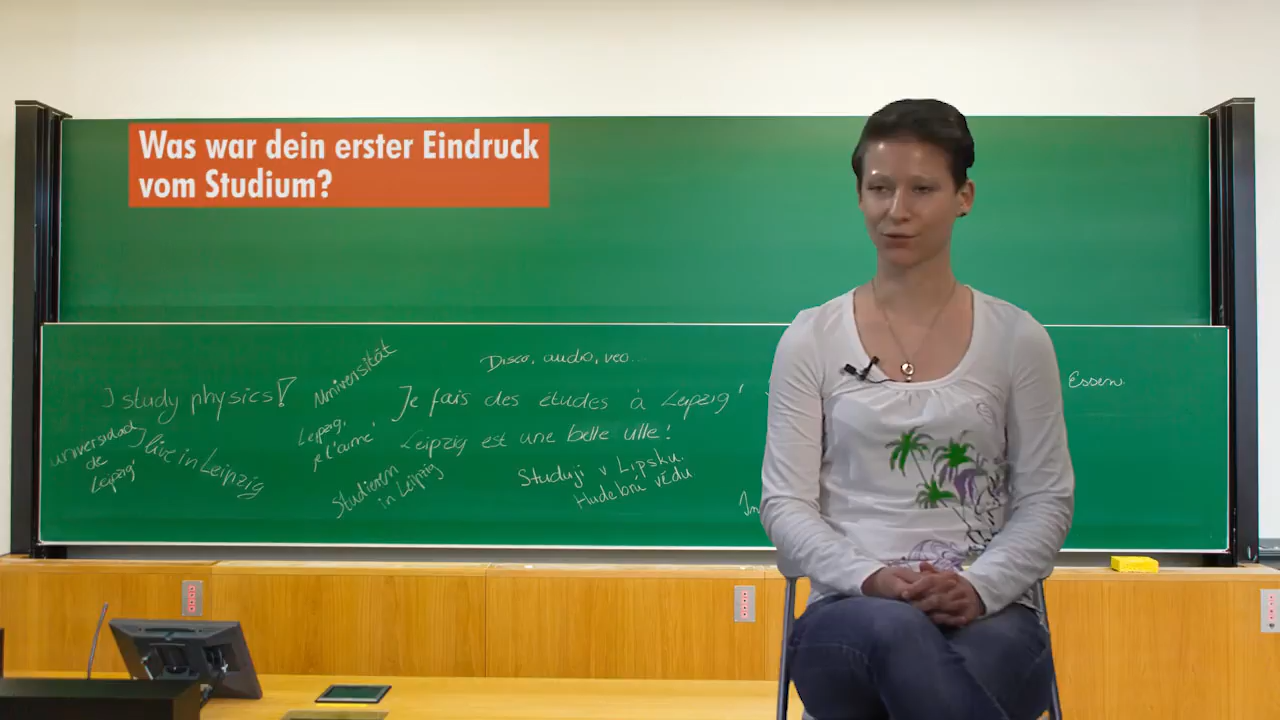 Was war dein erster Eindruck
vom Studium?
Disco, audio, veo...
I study physics!
Universität
Je fais des études à Leipzig!
Essen
universidad
de
Leipzig
I live in Leipzig
Leipzig,
je t'aime
Leipzig est une belle ville!
Studieren
in Leipzig
Studuji v Lipsku.
Hudební vědu